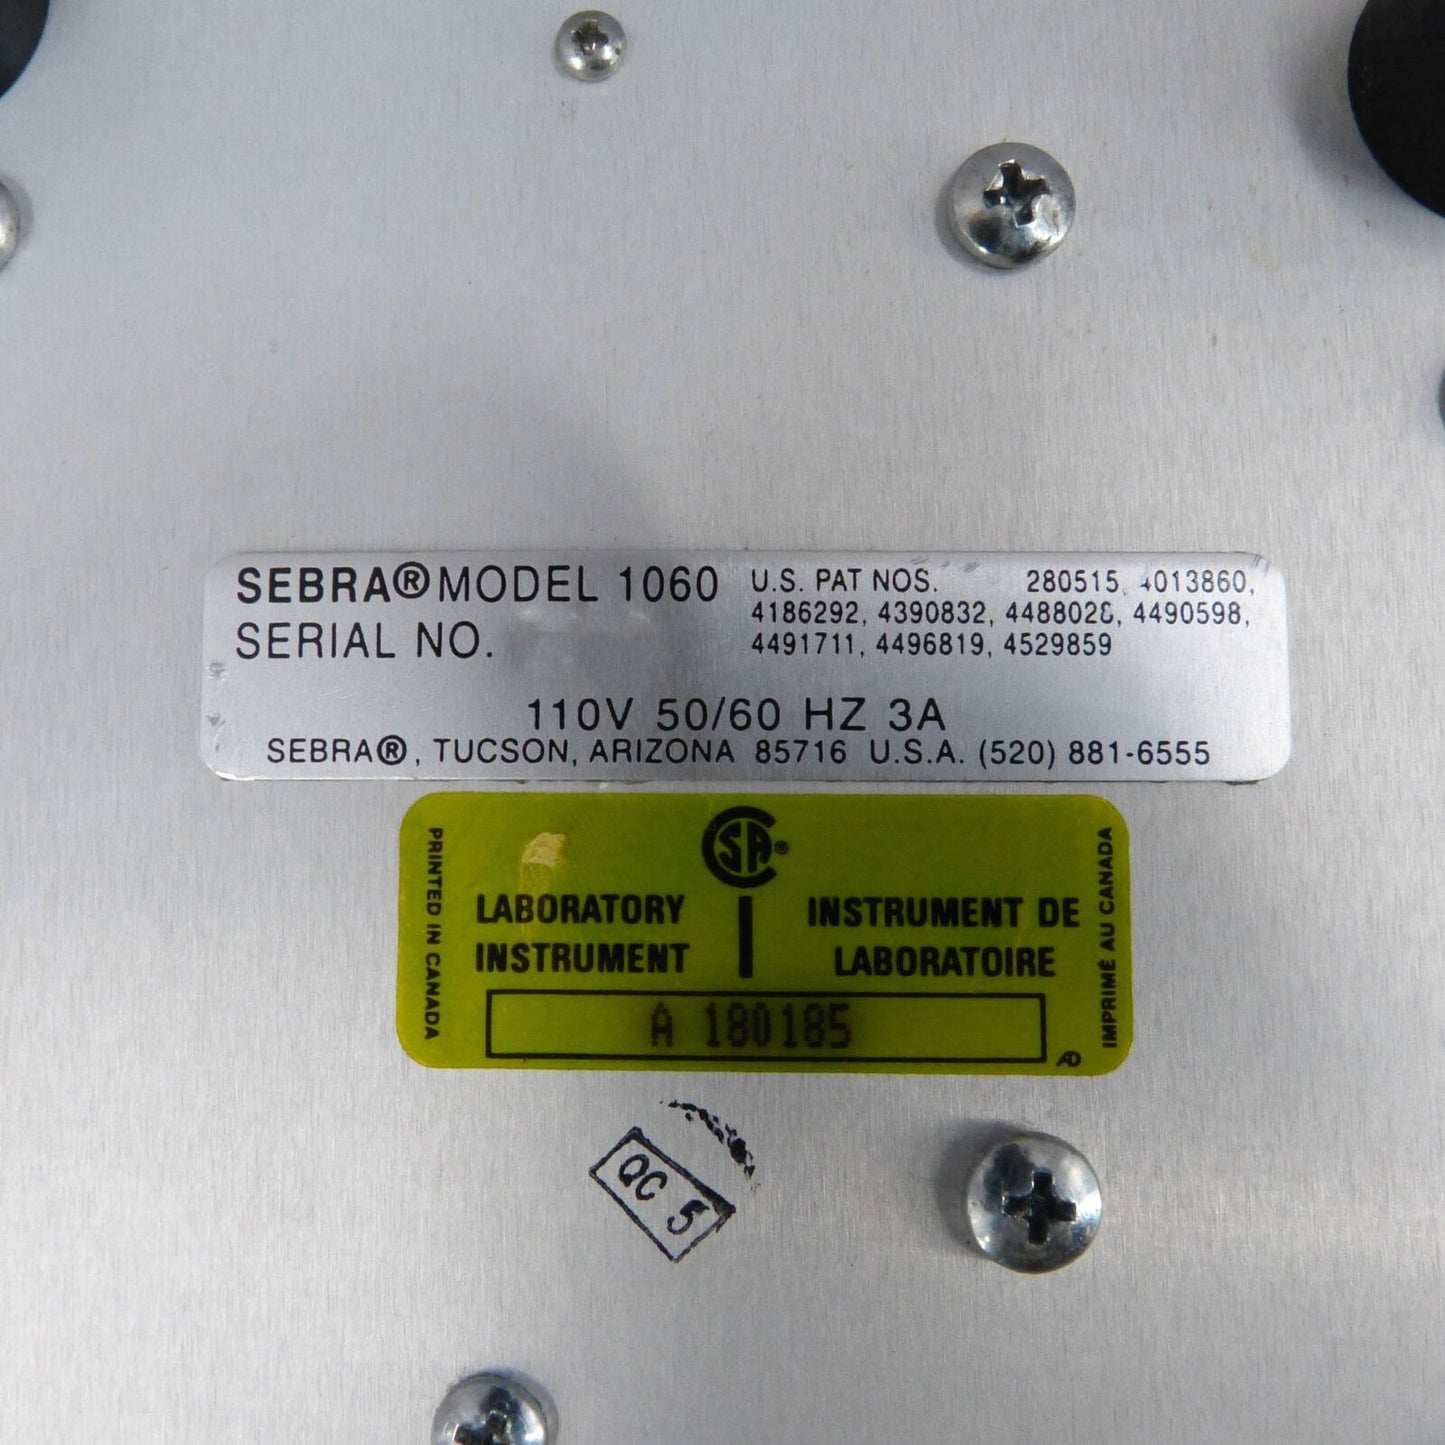 SEBRA® MODEL 1060
SERIAL NO.
U.S. PAT NOS. 280515, 4013860,
4186292, 4390832, 4488028, 4490598,
4491711, 4496819, 4529859
110V 50/60 HZ 3A
SEBRA®, TUCSON, ARIZONA 85716 U.S.A. (520) 881-6555
PRINTED IN CANADA
CSA®
LABORATORY
INSTRUMENT
INSTRUMENT DE
LABORATOIRE
A 180185
AD
IMPRIMÉ AU CANADA
QC 5